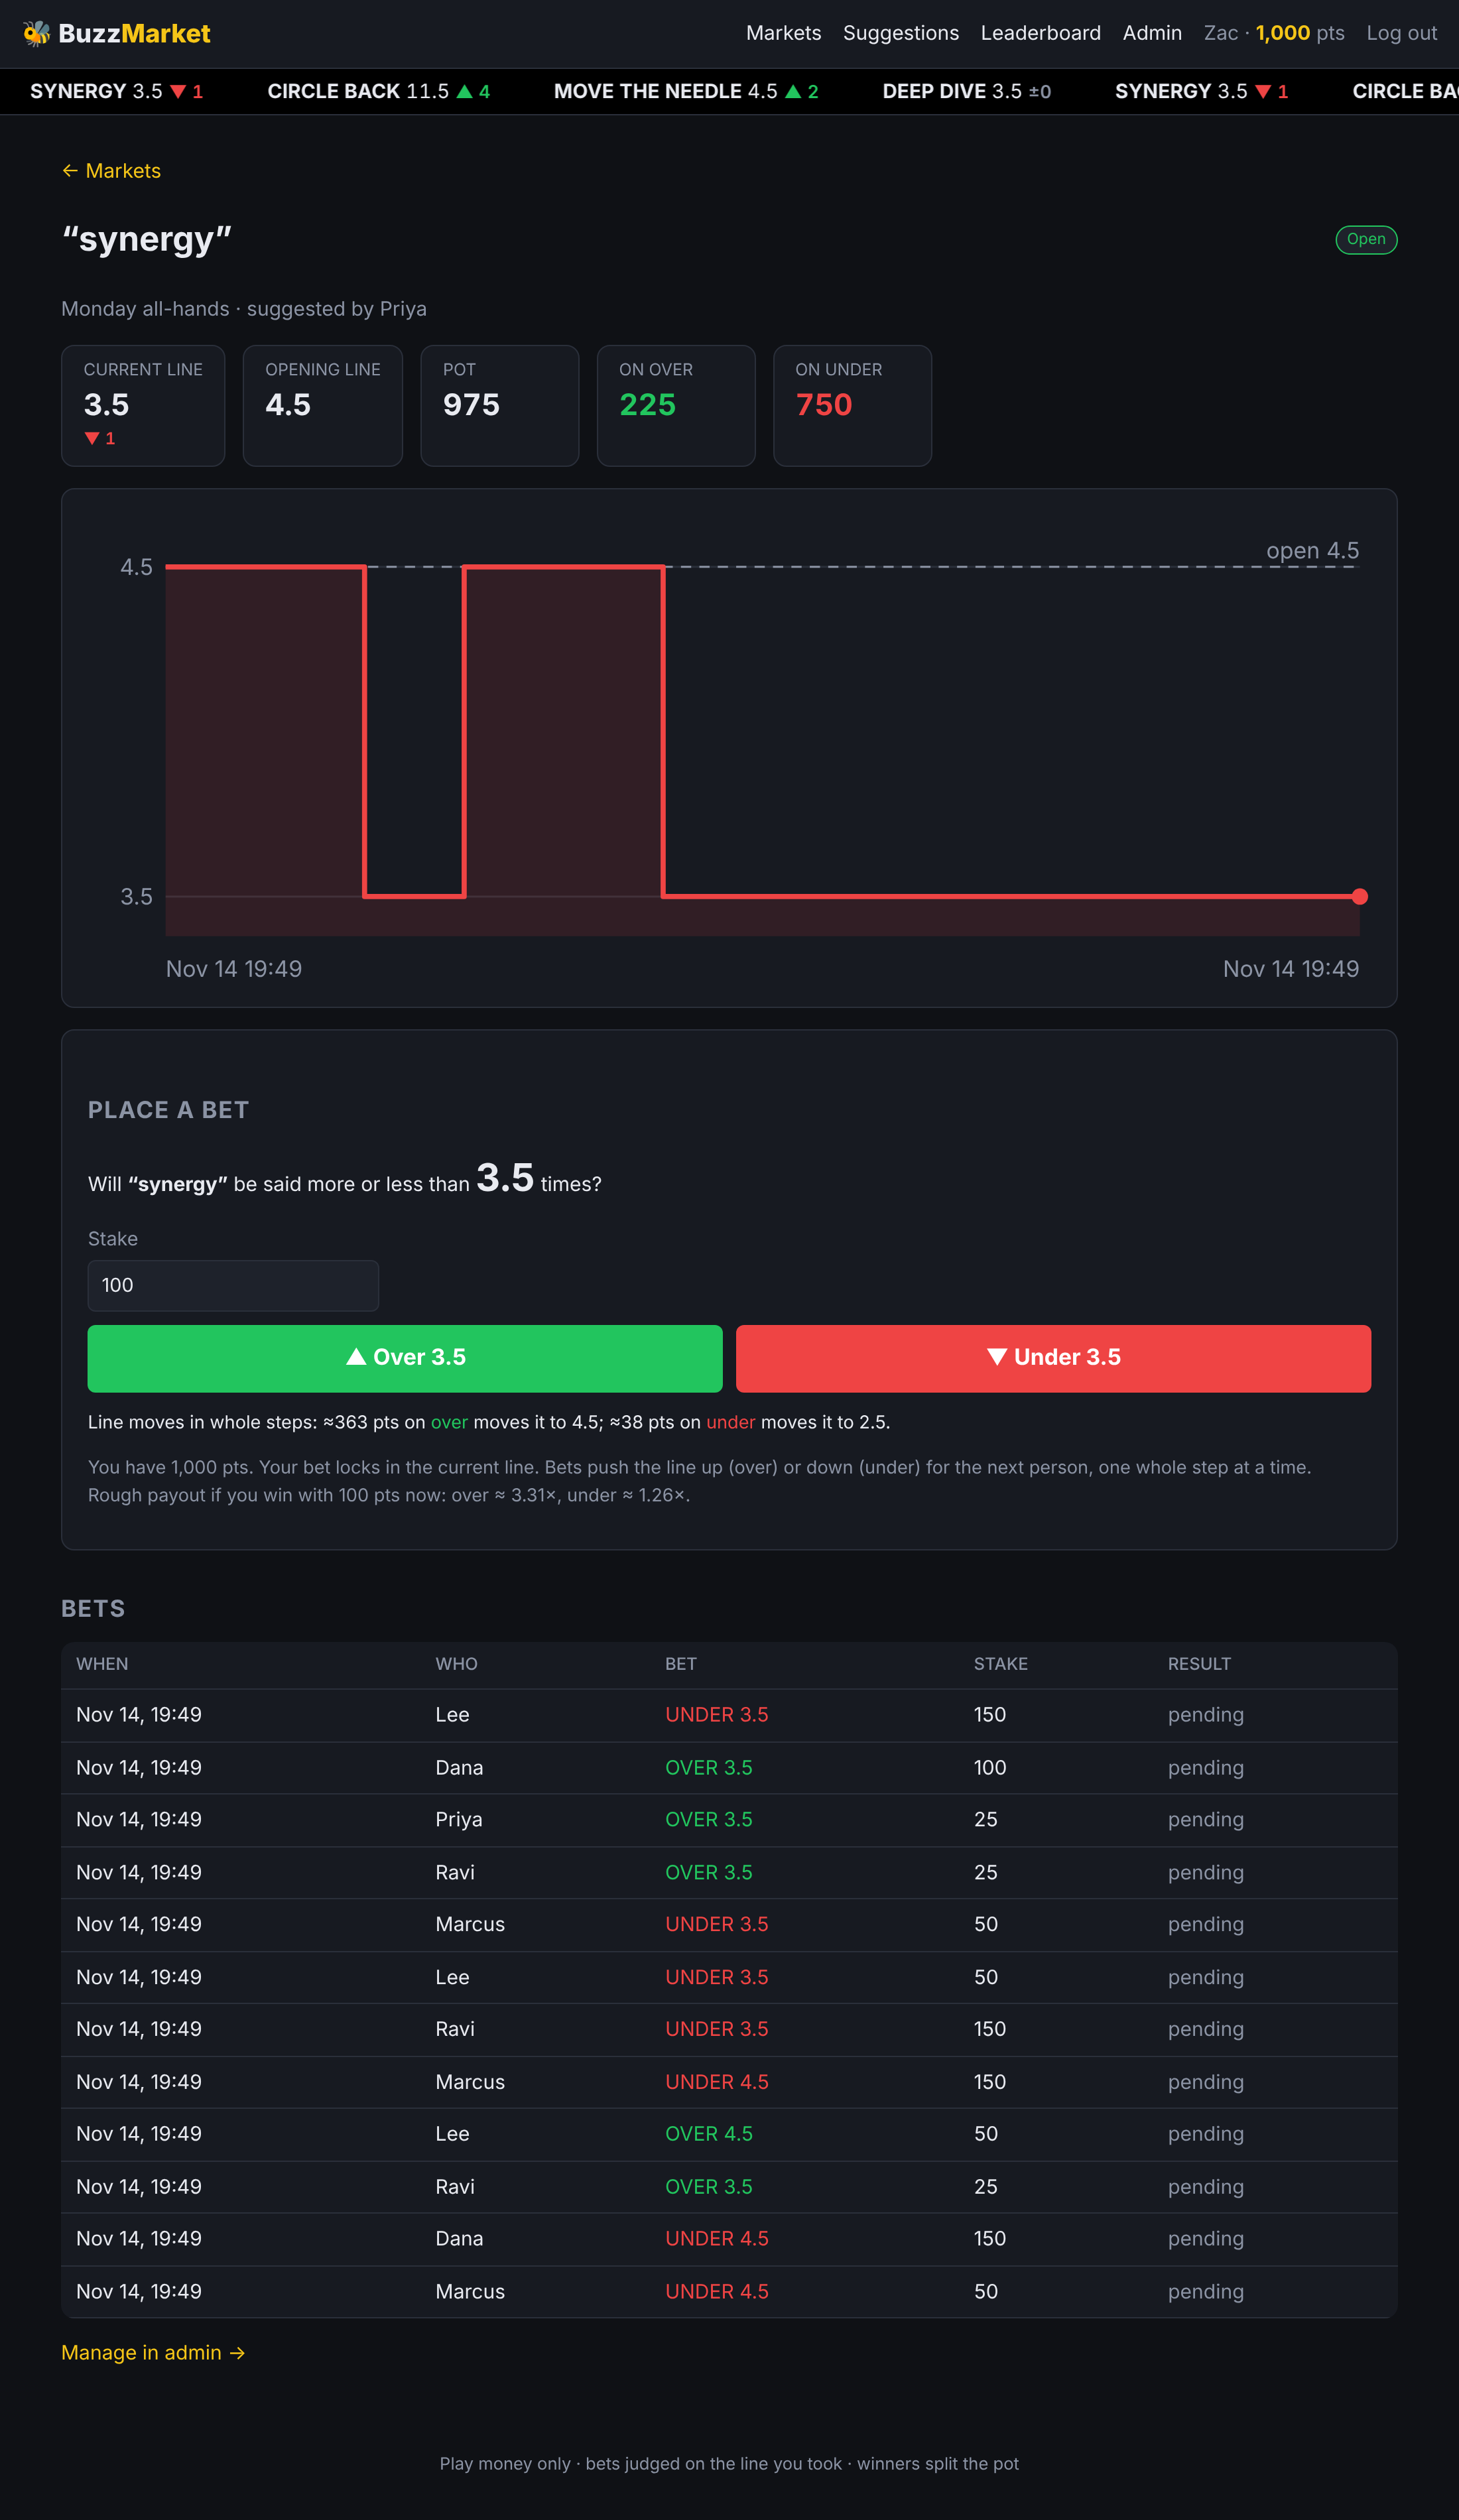 🐝 BuzzMarket Markets Suggestions Leaderboard Admin Zac · 1,000 pts Log out
SYNERGY 3.5 ▼ 1 CIRCLE BACK 11.5 ▲ 4 MOVE THE NEEDLE 4.5 ▲ 2 DEEP DIVE 3.5 ±0 SYNERGY 3.5 ▼ 1 CIRCLE BA
← Markets
“synergy” Open
Monday all-hands · suggested by Priya
CURRENT LINE OPENING LINE POT ON OVER ON UNDER
3.5 4.5 975 225 750
▼ 1
open 4.5
4.5
3.5
Nov 14 19:49 Nov 14 19:49
PLACE A BET
Will “synergy” be said more or less than 3.5 times?
Stake
100
▲ Over 3.5 ▼ Under 3.5
Line moves in whole steps: ≈363 pts on over moves it to 4.5; ≈38 pts on under moves it to 2.5.
You have 1,000 pts. Your bet locks in the current line. Bets push the line up (over) or down (under) for the next person, one whole step at a time.
Rough payout if you win with 100 pts now: over ≈ 3.31×, under ≈ 1.26×.
BETS
WHEN WHO BET STAKE RESULT
Nov 14, 19:49 Lee UNDER 3.5 150 pending
Nov 14, 19:49 Dana OVER 3.5 100 pending
Nov 14, 19:49 Priya OVER 3.5 25 pending
Nov 14, 19:49 Ravi OVER 3.5 25 pending
Nov 14, 19:49 Marcus UNDER 3.5 50 pending
Nov 14, 19:49 Lee UNDER 3.5 50 pending
Nov 14, 19:49 Ravi UNDER 3.5 150 pending
Nov 14, 19:49 Marcus UNDER 4.5 150 pending
Nov 14, 19:49 Lee OVER 4.5 50 pending
Nov 14, 19:49 Ravi OVER 3.5 25 pending
Nov 14, 19:49 Dana UNDER 4.5 150 pending
Nov 14, 19:49 Marcus UNDER 4.5 50 pending
Manage in admin →
Play money only · bets judged on the line you took · winners split the pot